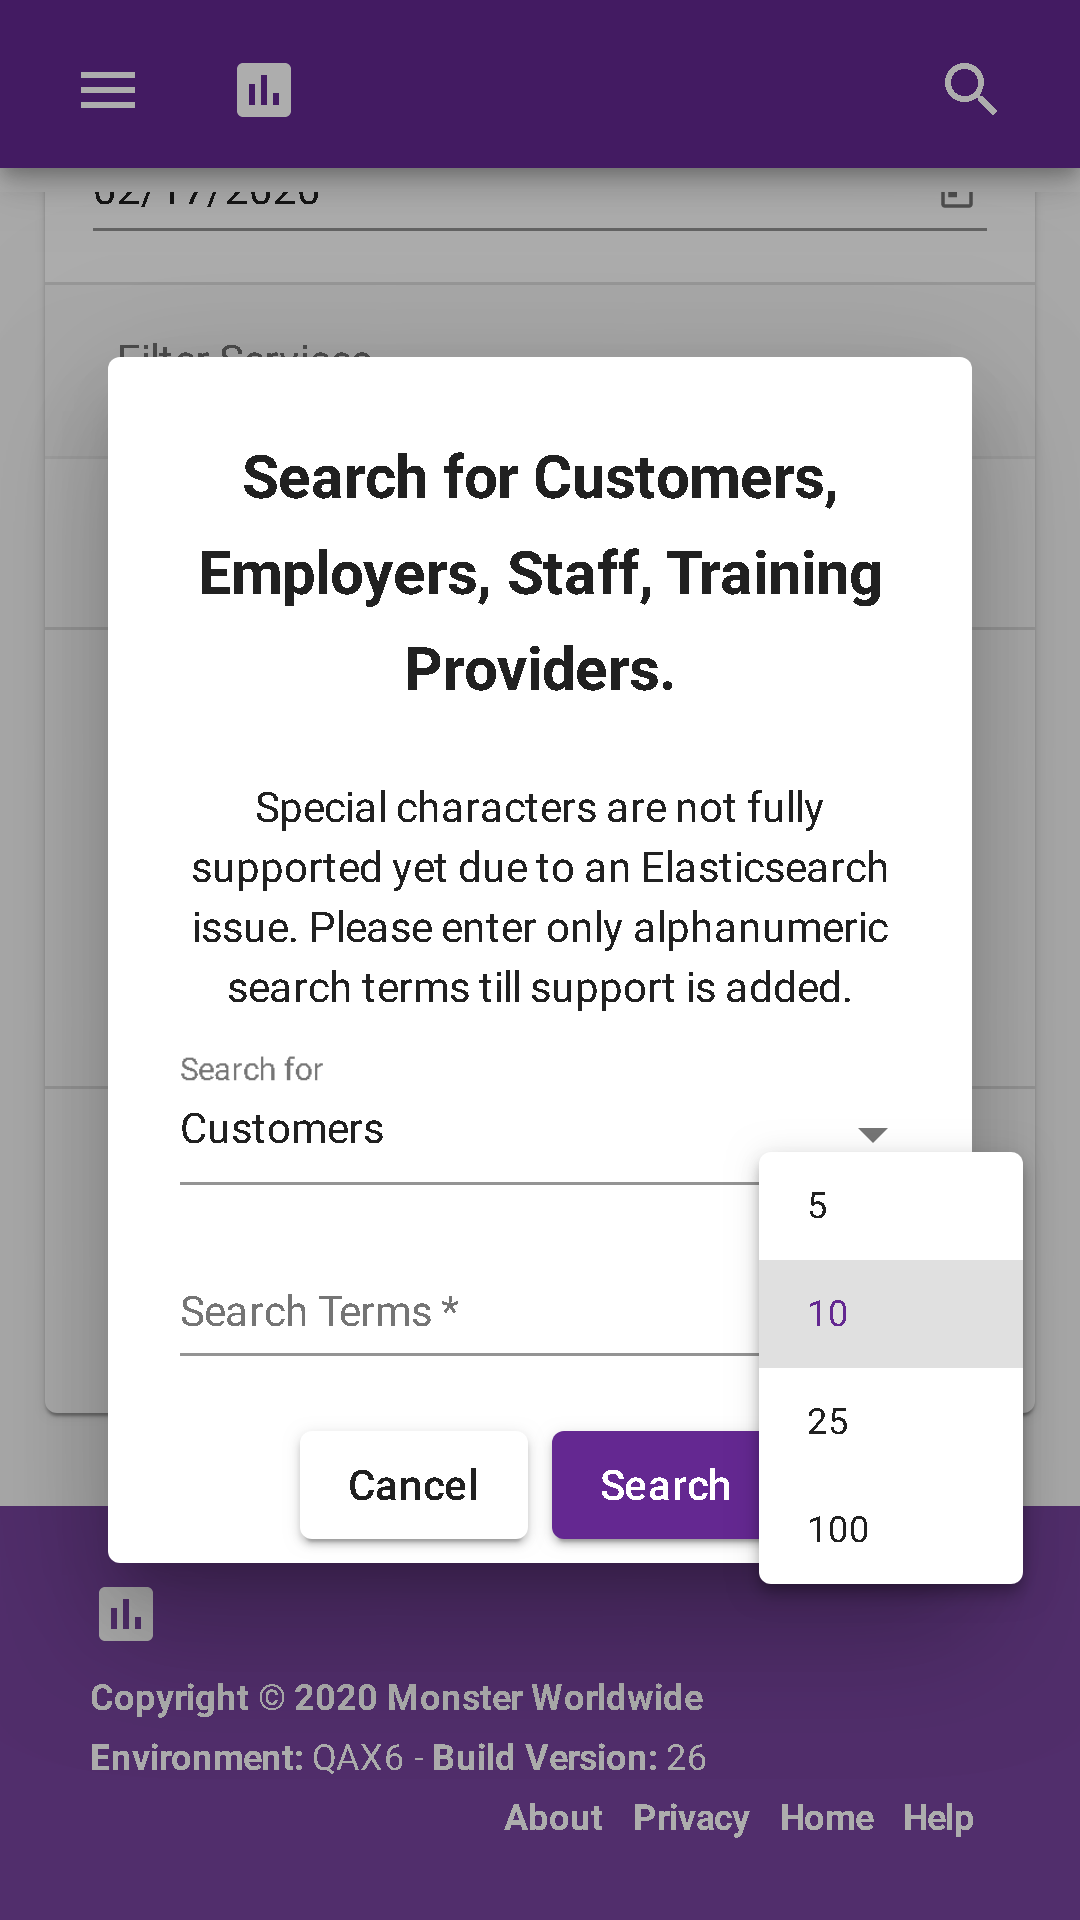 02/17/2020
Filter Services
Search for Customers,
Employers, Staff, Training
Providers.
Special characters are not fully
supported yet due to an Elasticsearch
issue. Please enter only alphanumeric
search terms till support is added.
Search for
Customers
5
10
Search Terms *
25
Cancel
Search
100
Copyright © 2020 Monster Worldwide
Environment: QAX6 - Build Version: 26
About Privacy Home Help